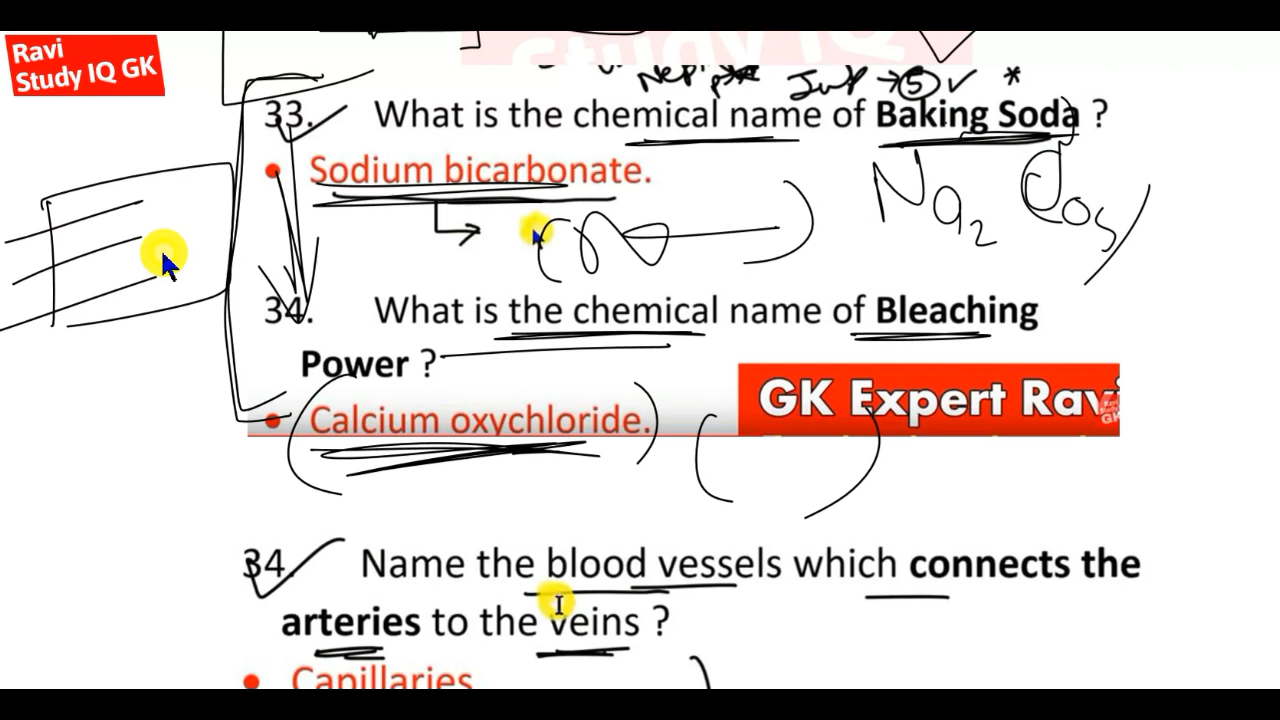 Ravi
Study IQ GK
Study IQ
33. What is the chemical name of Baking Soda ?
• Sodium bicarbonate.
34. What is the chemical name of Bleaching
Power ?
GK Expert Ravi
• Calcium oxychloride.
34. Name the blood vessels which connects the
arteries to the veins ?
• Capillaries